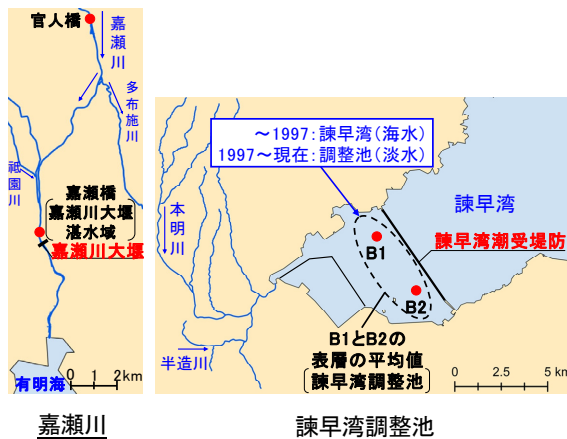 官人橋
嘉瀬川
多布施川
祇園川
嘉瀬橋
嘉瀬川大堰
湛水域
嘉瀬川大堰
有明海
0 1 2km
嘉瀬川
～1997:諫早湾(海水)
1997～現在:調整池(淡水)
本明川
諫早湾
諫早湾潮受堤防
B1
B2
B1とB2の
表層の平均値
諫早湾調整池
半造川
0 2.5 5 km
諫早湾調整池